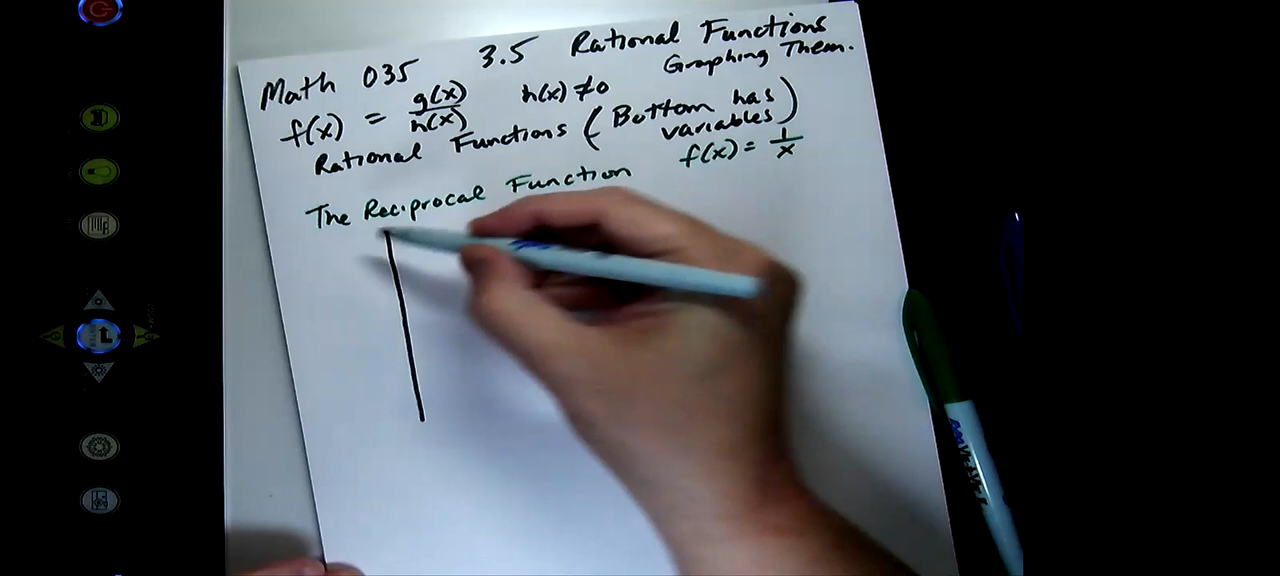 Math 035 3.5 Rational Functions
Graphing Them.
f(x) = g(x)/h(x) h(x) ≠ 0
Rational Functions (Bottom has variables)
The Reciprocal Function f(x) = 1/x